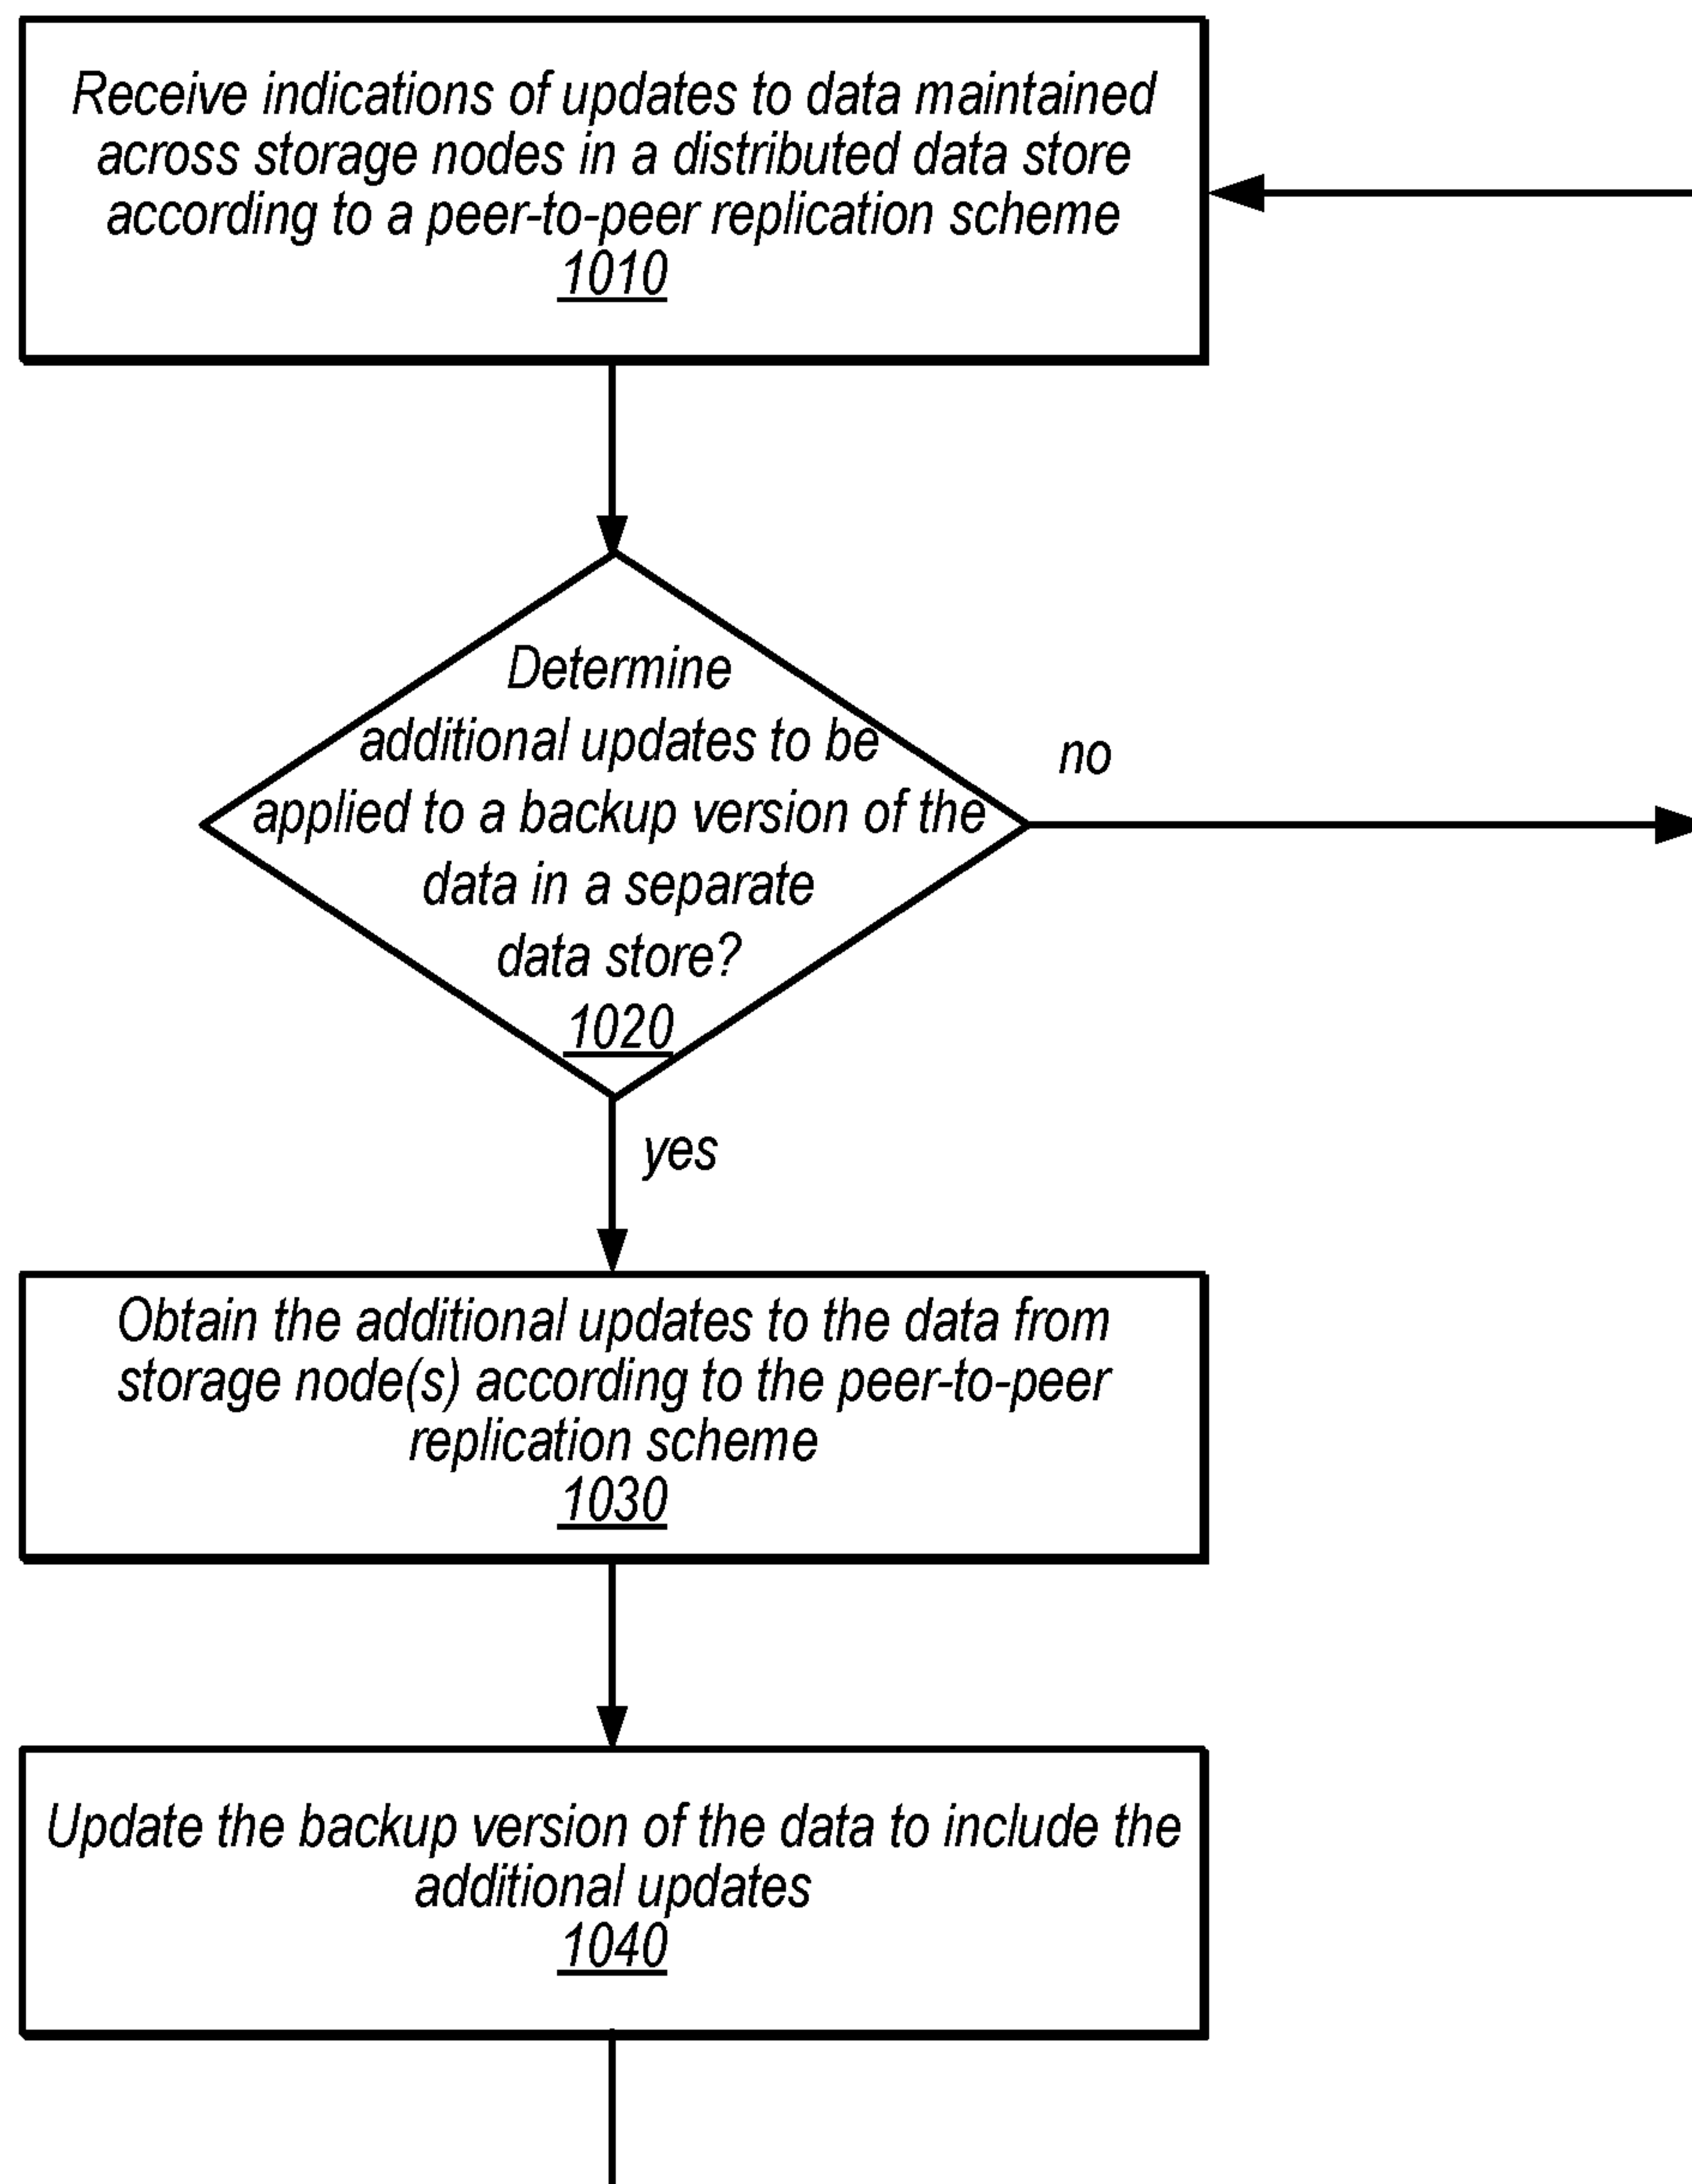 Receive indications of updates to data maintained
across storage nodes in a distributed data store
according to a peer-to-peer replication scheme
1010
Determine
additional updates to be
applied to a backup version of the
data in a separate
data store?
1020
no
yes
Obtain the additional updates to the data from
storage node(s) according to the peer-to-peer
replication scheme
1030
Update the backup version of the data to include the
additional updates
1040